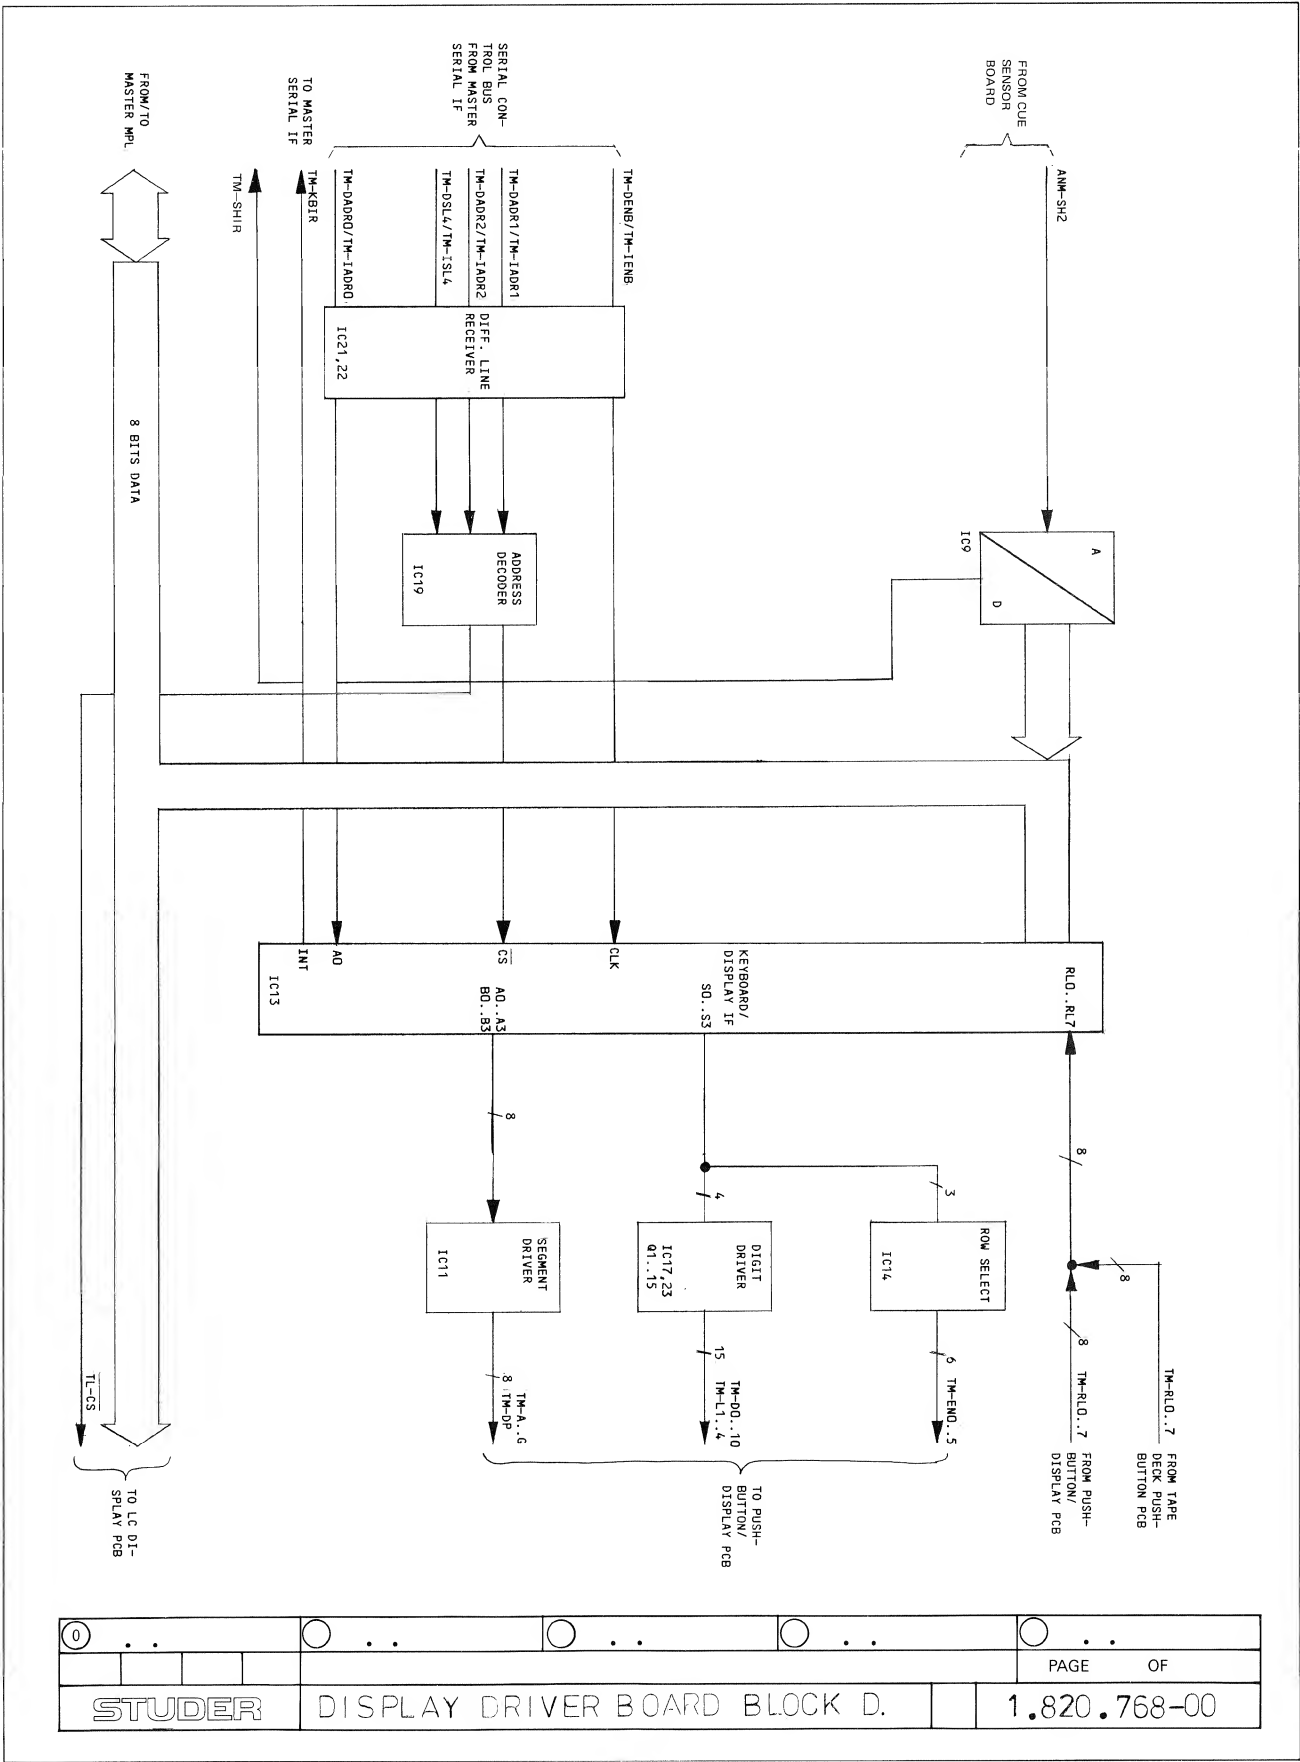 FROM CUE
SENSOR
BOARD
ANM-SH2
A
D
IC9
SERIAL CON-
TROL BUS
FROM MASTER
SERIAL IF
TM-DENB/TM-IENB
TM-DADR1/TM-IADR1
TM-DADR2/TM-IADR2
TM-DSL4/TM-ISL4
TM-DADR0/TM-IADR0
DIFF. LINE
RECEIVER
IC21,22
ADDRESS
DECODER
IC19
TO MASTER
SERIAL IF
TM-KBIR
TM-SHIR
FROM/TO
MASTER MPL
8 BITS DATA
RL0..RL7
KEYBOARD/
DISPLAY IF
S0..S3
CLK
CS
A0..A3
B0..B3
A0
INT
IC13
8
8
8
TM-RL0..7 FROM TAPE
DECK PUSH-
BUTTON PCB
TM-RL0..7 FROM PUSH-
BUTTON/
DISPLAY PCB
3
ROW SELECT
IC14
6
TM-EN0..5
4
DIGIT
DRIVER
IC17,23
Q1..15
15
TM-D0..10
TM-L1..4
8
SEGMENT
DRIVER
IC11
8
TM-A..G
TM-DP
TO PUSH-
BUTTON/
DISPLAY PCB
TL-CS
TO LC DI-
SPLAY PCB
0 . .
. .
. .
. .
. .
PAGE OF
STUDER
DISPLAY DRIVER BOARD BLOCK D.
1.820.768-00